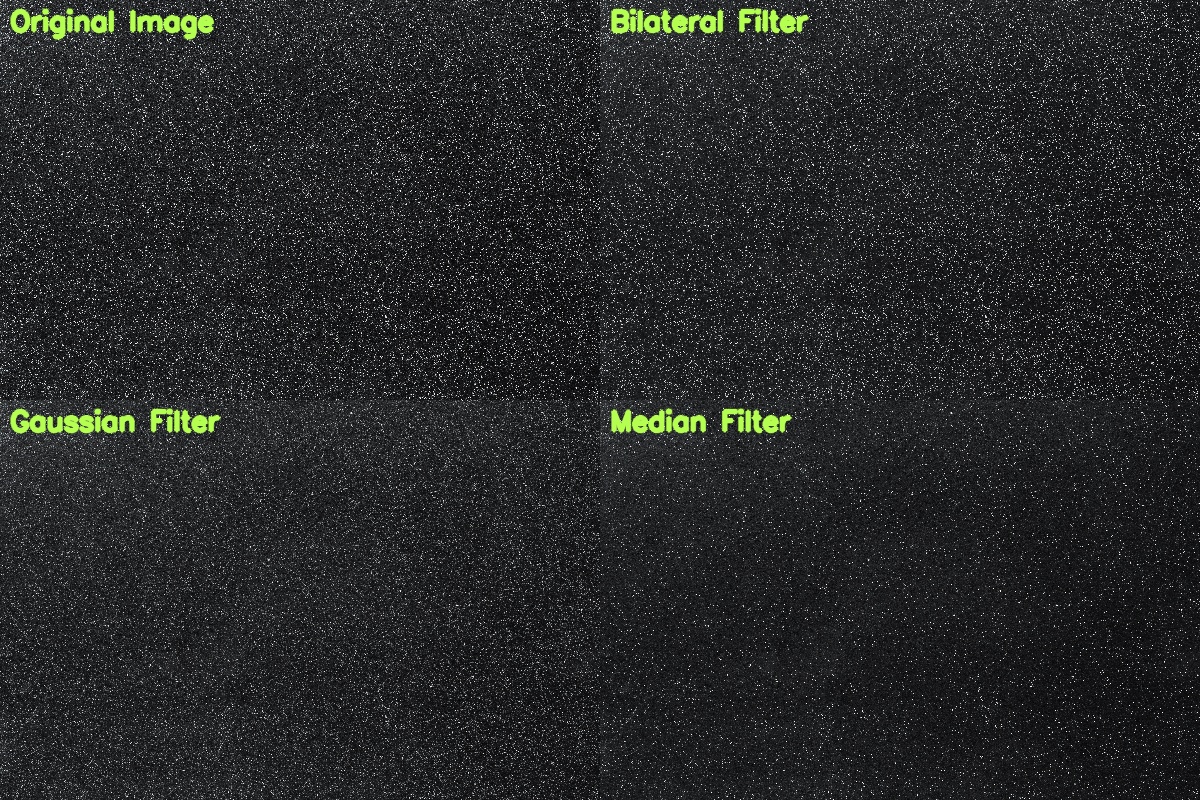 Original Image
Bilateral Filter
Gaussian Filter
Median Filter